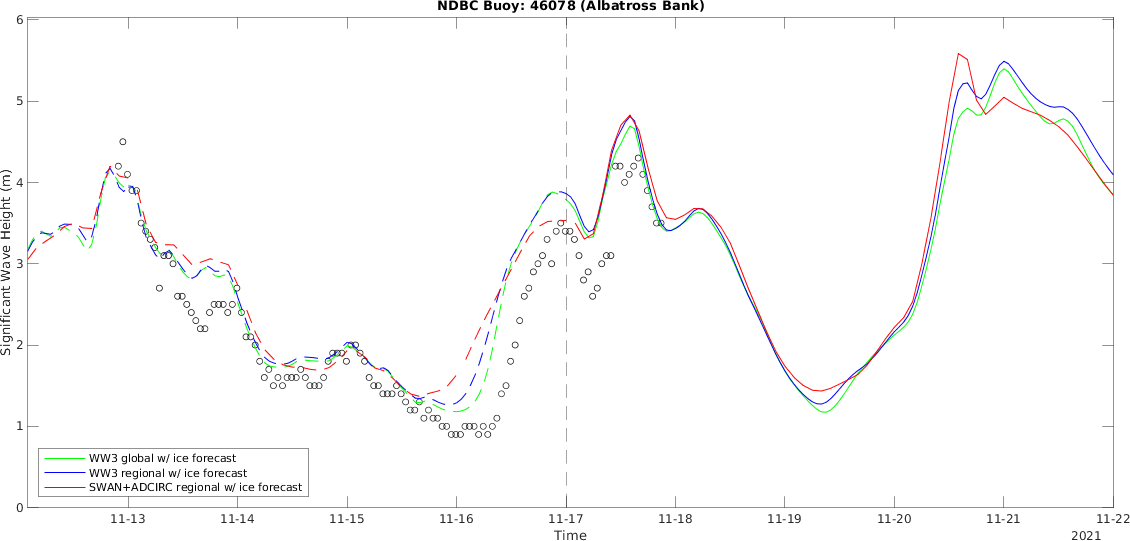 NDBC Buoy: 46078 (Albatross Bank)
6
5
4
3
2
1
0
Significant Wave Height (m)
WW3 global w/ ice forecast
WW3 regional w/ ice forecast
SWAN+ADCIRC regional w/ ice forecast
11-13 11-14 11-15 11-16 11-17 11-18 11-19 11-20 11-21 11-22
Time
2021